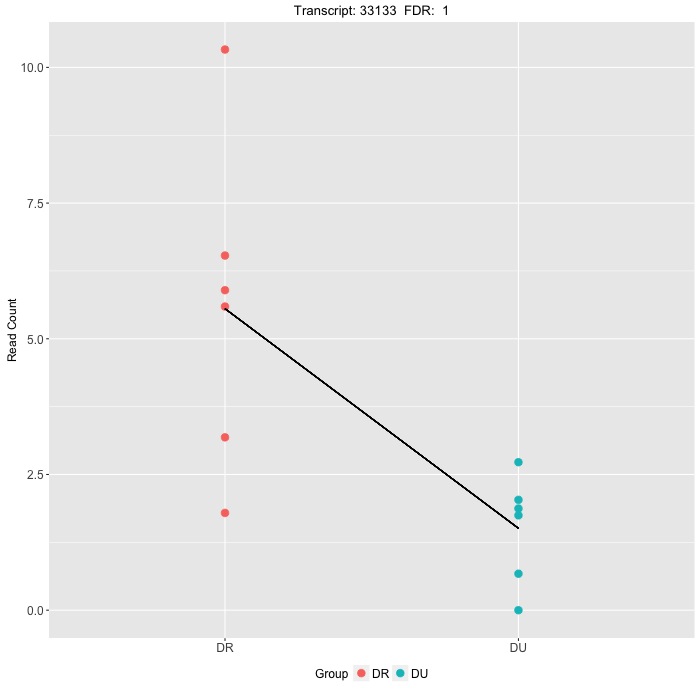 Transcript: 33133  FDR:  1
Read Count
10.0
7.5
5.0
2.5
0.0
DR
DU
Group DR DU